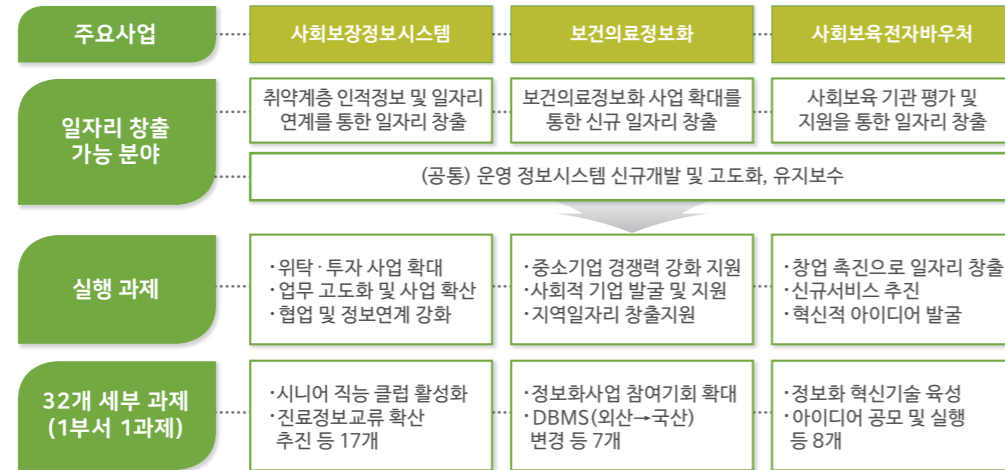 주요사업
사회보장정보시스템
보건의료정보화
사회보육전자바우처
일자리 창출
가능 분야
취약계층 인적정보 및 일자리
연계를 통한 일자리 창출
보건의료정보화 사업 확대를
통한 신규 일자리 창출
사회보육 기관 평가 및
지원을 통한 일자리 창출
(공통) 운영 정보시스템 신규개발 및 고도화, 유지보수
실행 과제
·위탁·투자 사업 확대
·업무 고도화 및 사업 확산
·협업 및 정보연계 강화
·중소기업 경쟁력 강화 지원
·사회적 기업 발굴 및 지원
·지역일자리 창출지원
·창업 촉진으로 일자리 창출
·신규서비스 추진
·혁신적 아이디어 발굴
32개 세부 과제
(1부서 1과제)
·시니어 직능 클럽 활성화
·진료정보교류 확산
추진 등 17개
·정보화사업 참여기회 확대
·DBMS(외산→국산)
변경 등 7개
·정보화 혁신기술 육성
·아이디어 공모 및 실행
등 8개